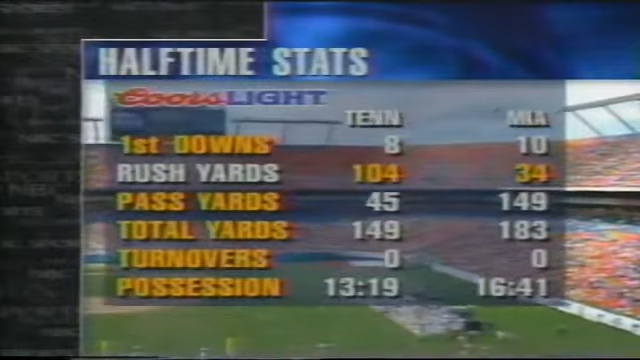 HALFTIME STATS
Coors LIGHT
TENN MIA
1st DOWNS 8 10
RUSH YARDS 104 34
PASS YARDS 45 149
TOTAL YARDS 149 183
TURNOVERS 0 0
POSSESSION 13:19 16:41